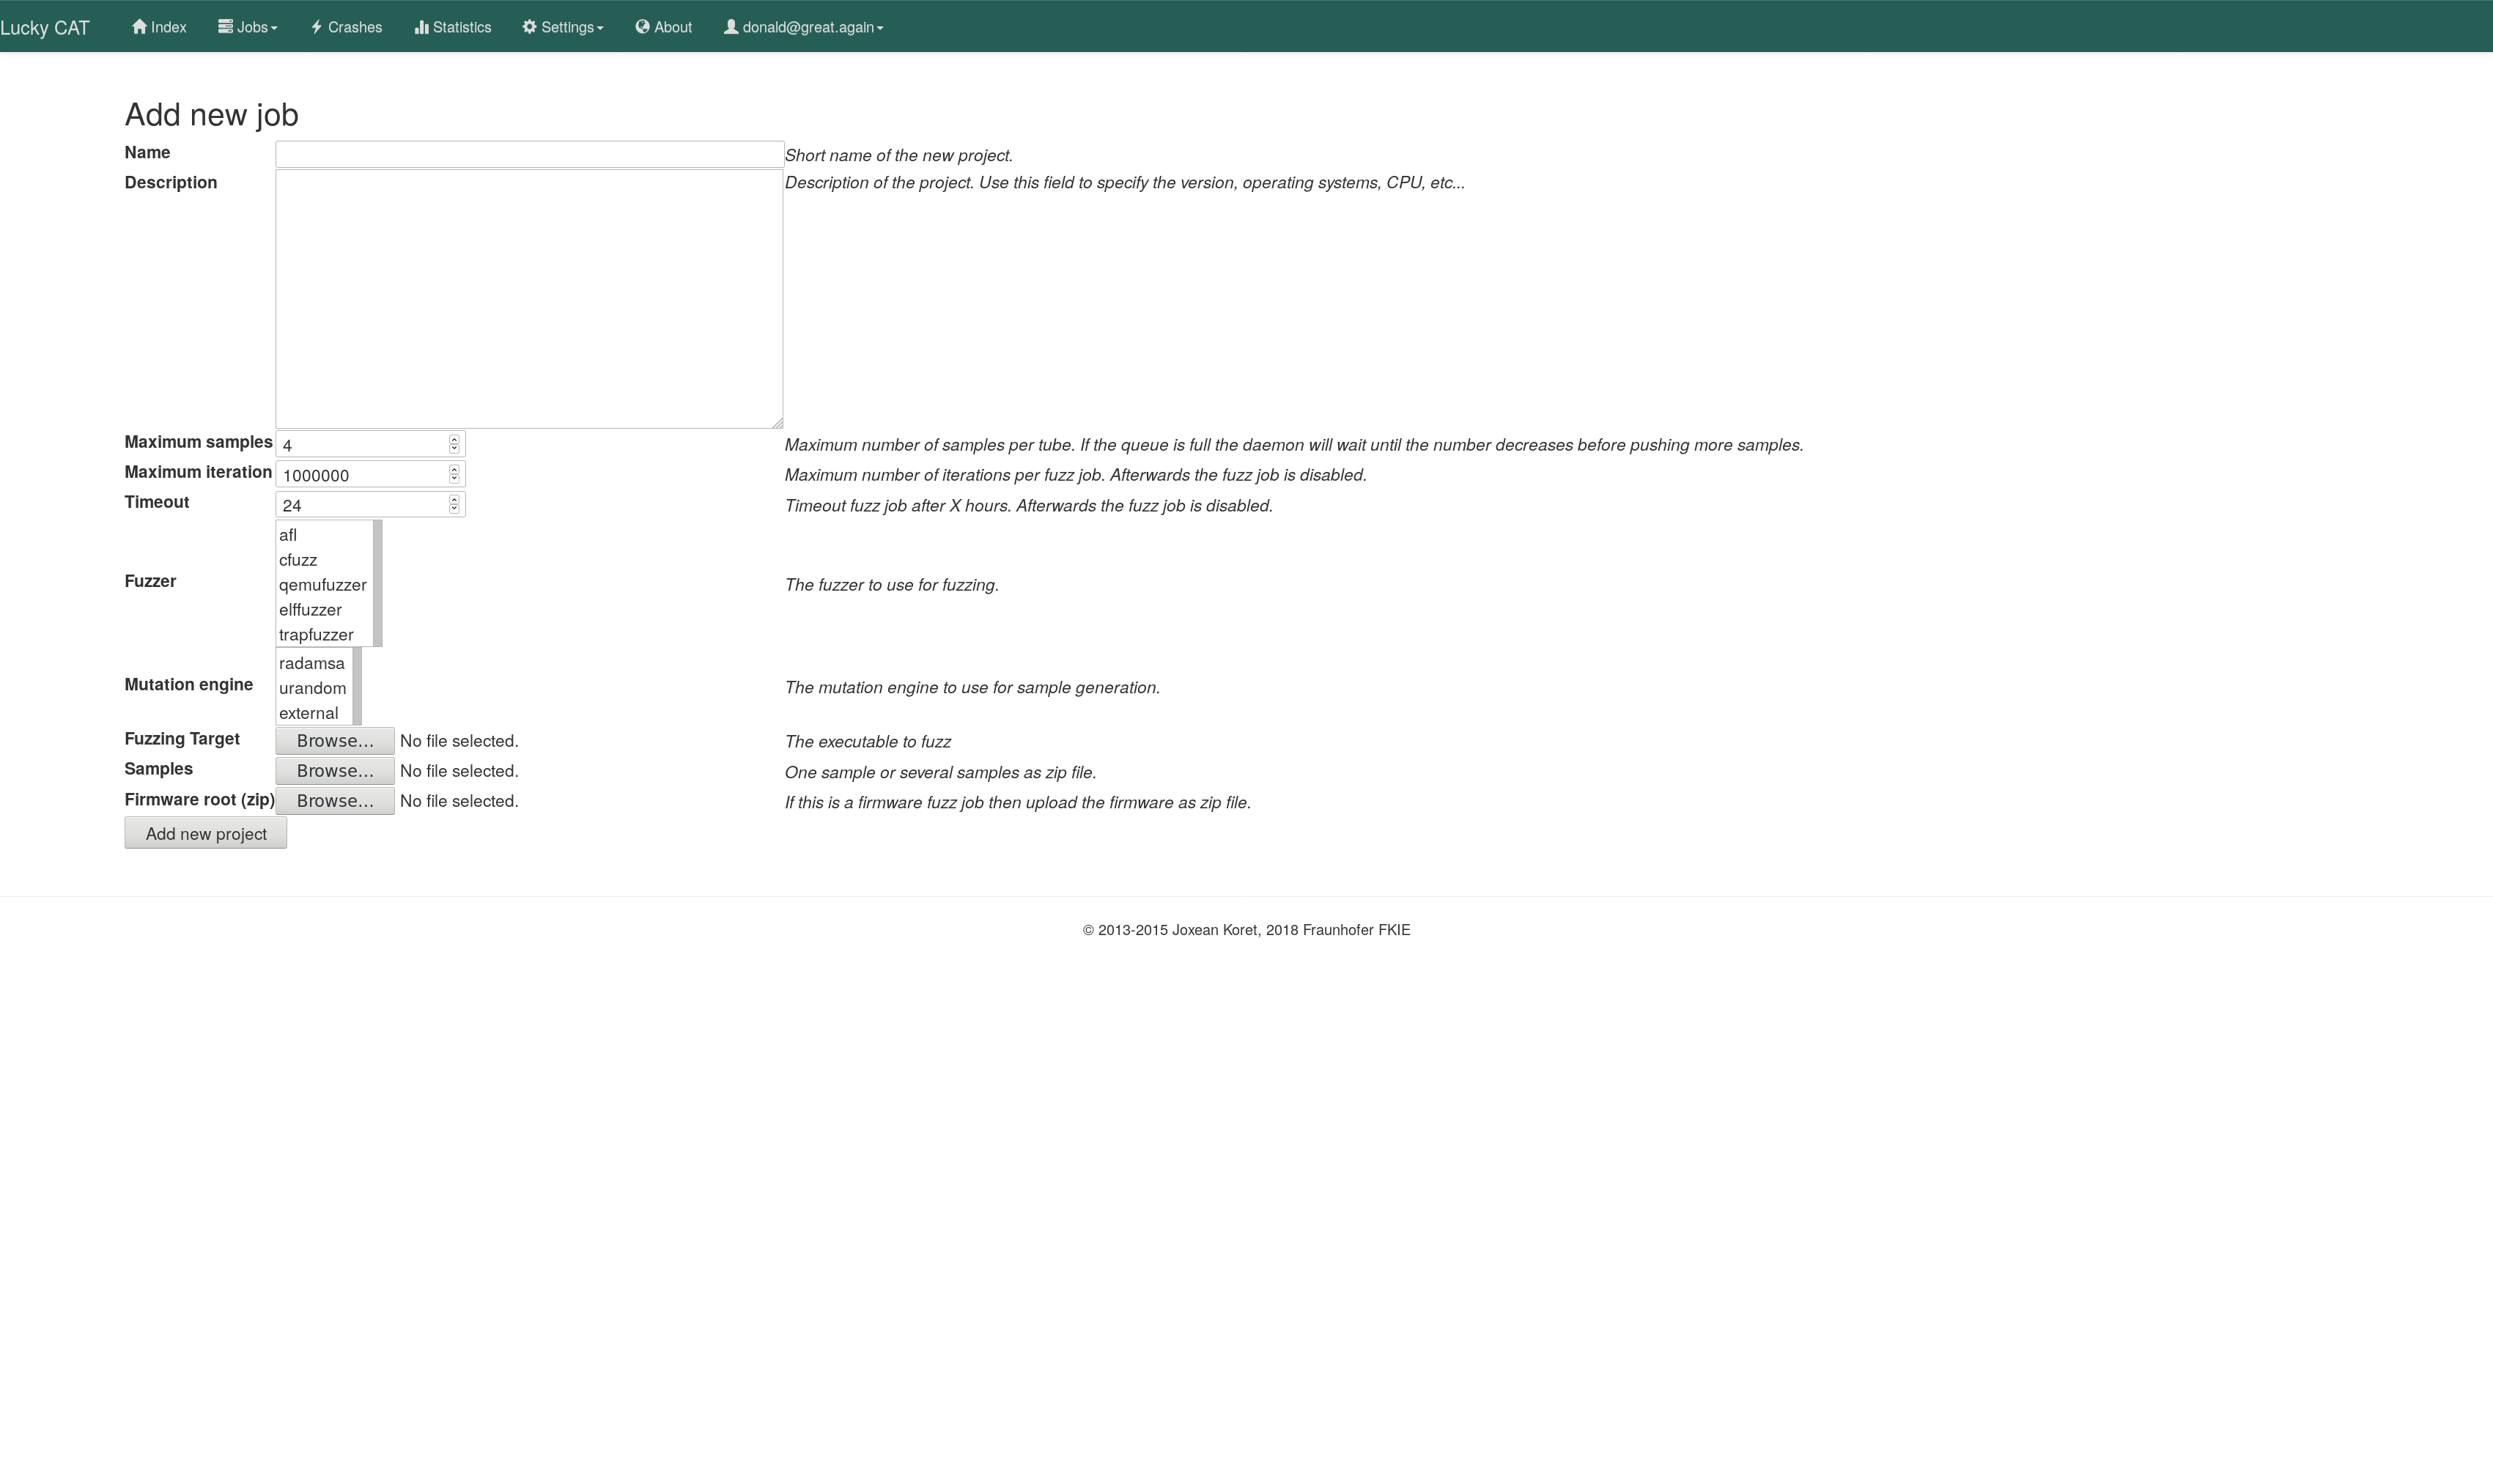 Lucky CAT Index Jobs Crashes Statistics Settings About donald@great.again
Add new job
Name Short name of the new project.
Description Description of the project. Use this field to specify the version, operating systems, CPU, etc...
Maximum samples 4 Maximum number of samples per tube. If the queue is full the daemon will wait until the number decreases before pushing more samples.
Maximum iteration 1000000 Maximum number of iterations per fuzz job. Afterwards the fuzz job is disabled.
Timeout 24 Timeout fuzz job after X hours. Afterwards the fuzz job is disabled.
afl
cfuzz
Fuzzer qemufuzzer The fuzzer to use for fuzzing.
elffuzzer
trapfuzzer
radamsa
Mutation engine urandom The mutation engine to use for sample generation.
external
Fuzzing Target Browse... No file selected. The executable to fuzz
Samples Browse... No file selected. One sample or several samples as zip file.
Firmware root (zip) Browse... No file selected. If this is a firmware fuzz job then upload the firmware as zip file.
Add new project
© 2013-2015 Joxean Koret, 2018 Fraunhofer FKIE